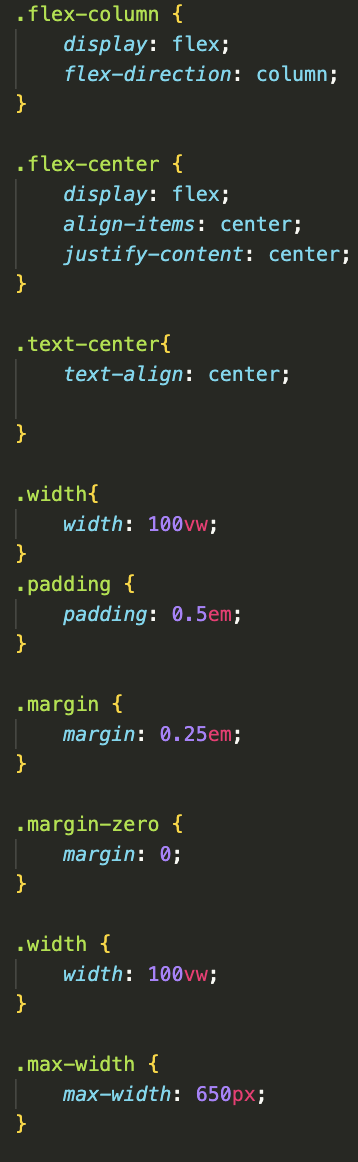 .flex-column {
    display: flex;
    flex-direction: column;
}

.flex-center {
    display: flex;
    align-items: center;
    justify-content: center;
}

.text-center{
    text-align: center;

}

.width{
    width: 100vw;
}
.padding {
    padding: 0.5em;
}

.margin {
    margin: 0.25em;
}

.margin-zero {
    margin: 0;
}

.width {
    width: 100vw;
}

.max-width {
    max-width: 650px;
}